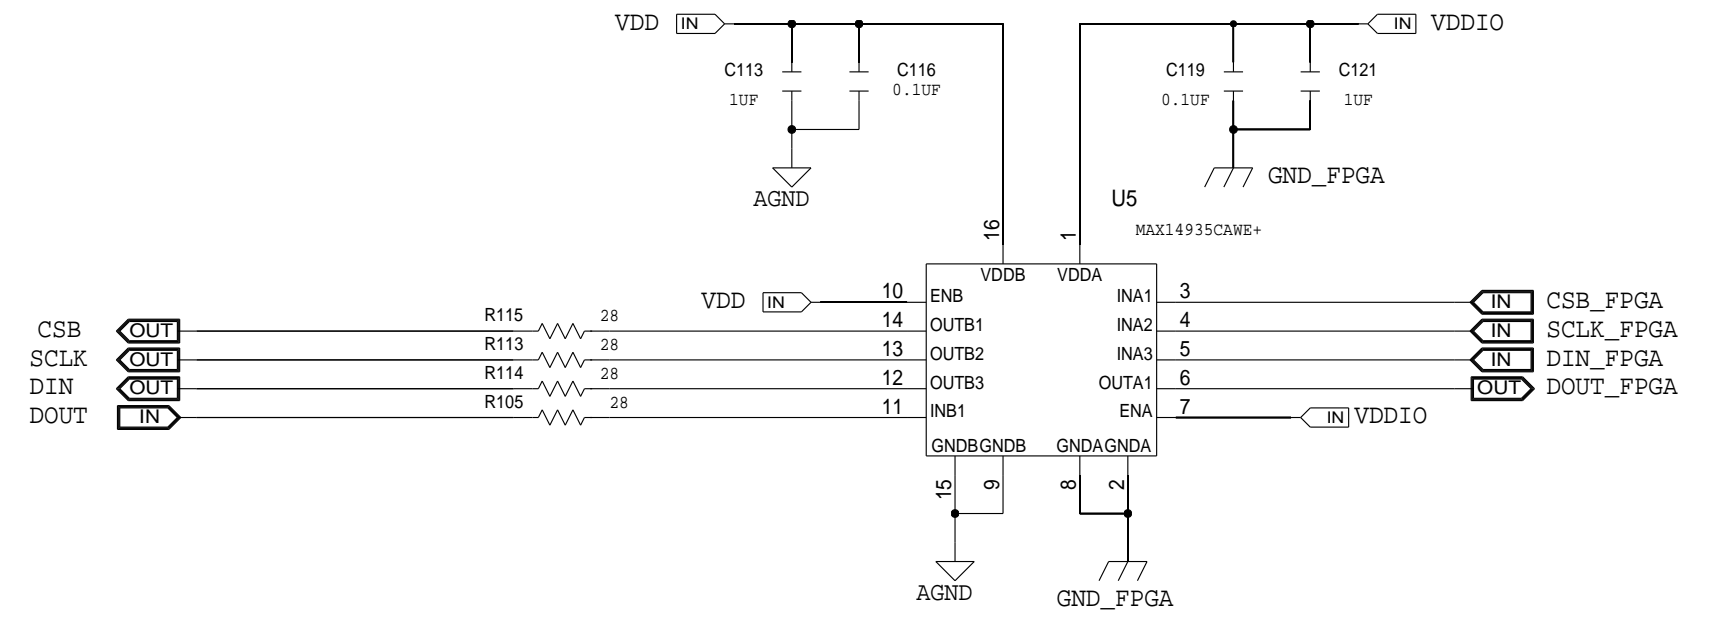 VDD IN
IN VDDIO
C113 C116
1UF 0.1UF
C119 C121
0.1UF 1UF
AGND
GND_FPGA
U5
MAX14935CAWE+
16 1
VDDB VDDA
VDD IN 10 ENB INA1 3 IN CSB_FPGA
CSB OUT R115 28 14 OUTB1 INA2 4 IN SCLK_FPGA
SCLK OUT R113 28 13 OUTB2 INA3 5 IN DIN_FPGA
DIN OUT R114 28 12 OUTB3 OUTA1 6 OUT DOUT_FPGA
DOUT IN R105 28 11 INB1 ENA 7 IN VDDIO
GNDB GNDB GNDA GNDA
15 9 8 2
AGND
GND_FPGA